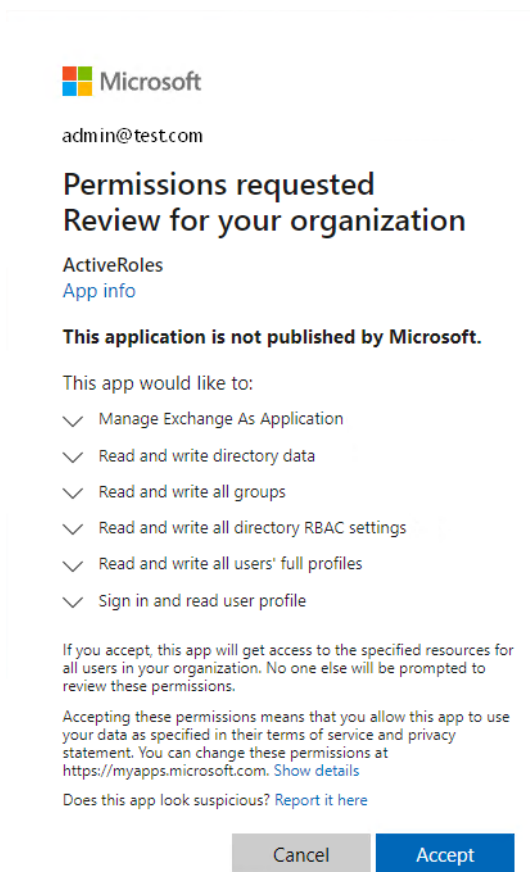 Microsoft
admin@test.com
Permissions requested
Review for your organization
ActiveRoles
App info
This application is not published by Microsoft.
This app would like to:
Manage Exchange As Application
Read and write directory data
Read and write all groups
Read and write all directory RBAC settings
Read and write all users' full profiles
Sign in and read user profile
If you accept, this app will get access to the specified resources for
all users in your organization. No one else will be prompted to
review these permissions.
Accepting these permissions means that you allow this app to use
your data as specified in their terms of service and privacy
statement. You can change these permissions at
https://myapps.microsoft.com. Show details
Does this app look suspicious? Report it here
Cancel Accept